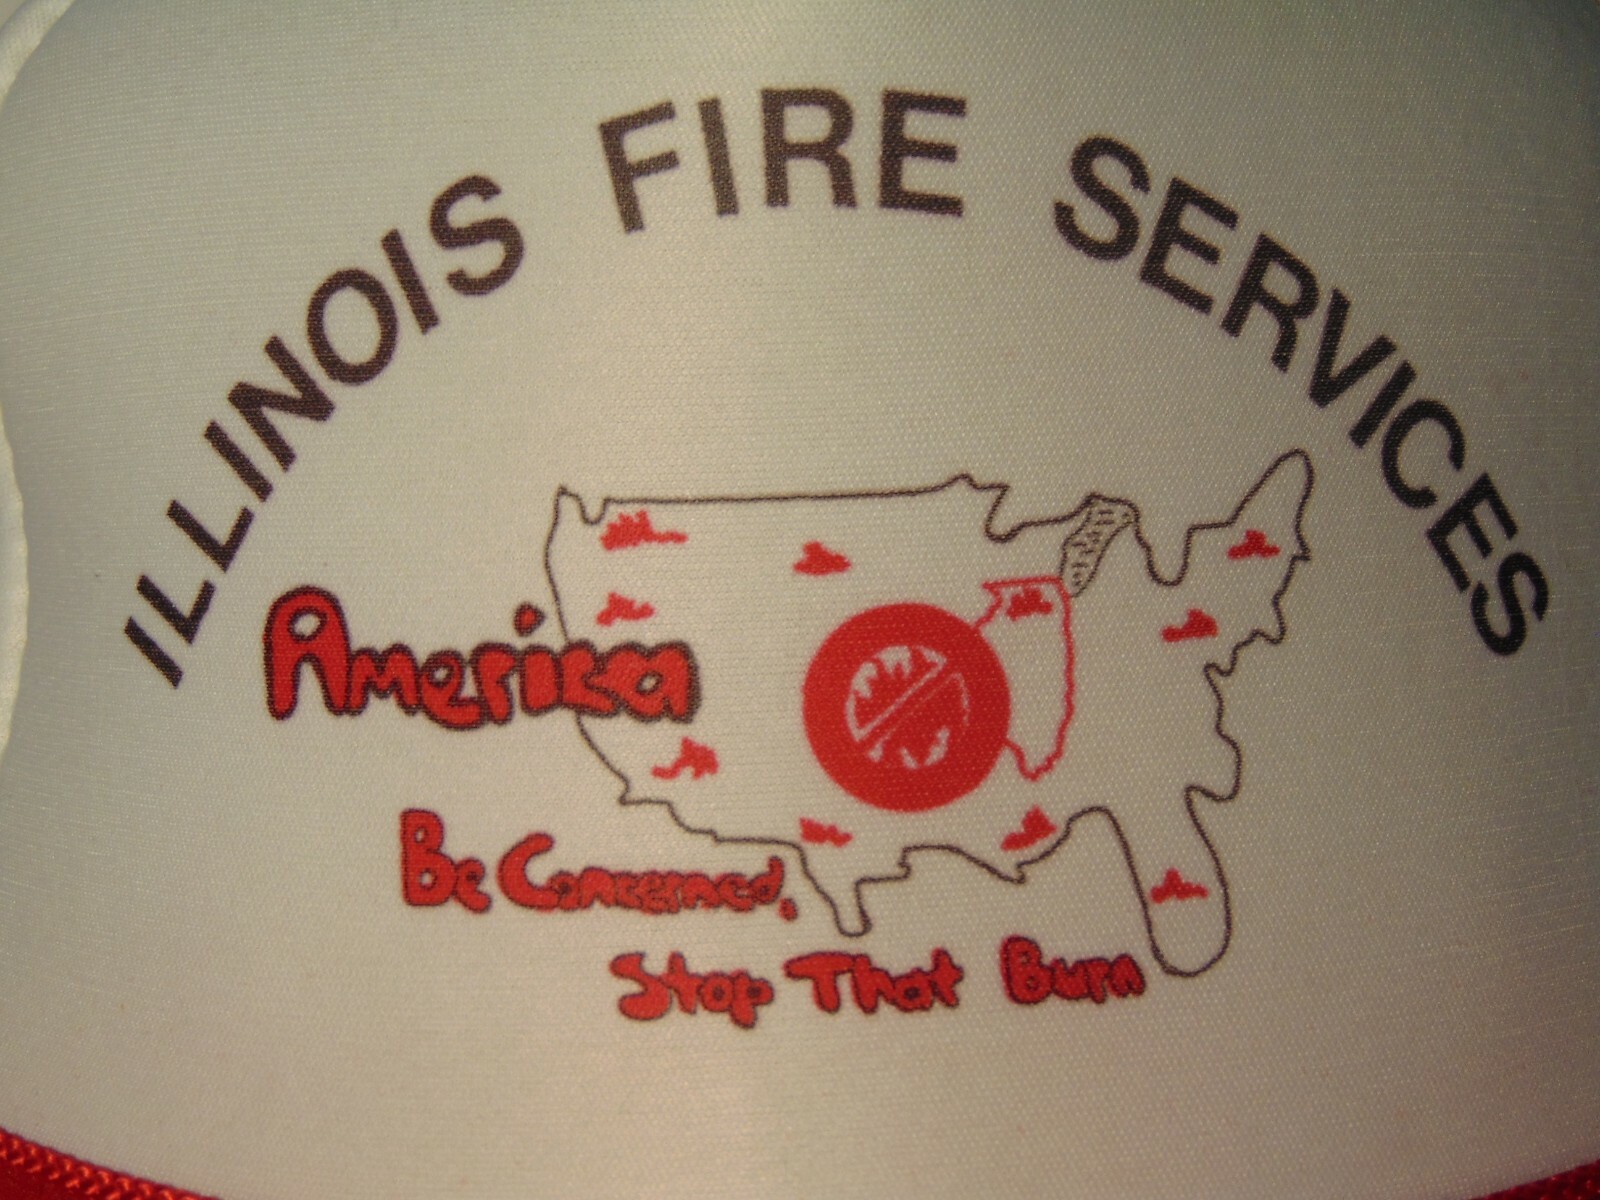 ILLINOIS FIRE SERVICES
America
Be Concerned,
Stop That Burn